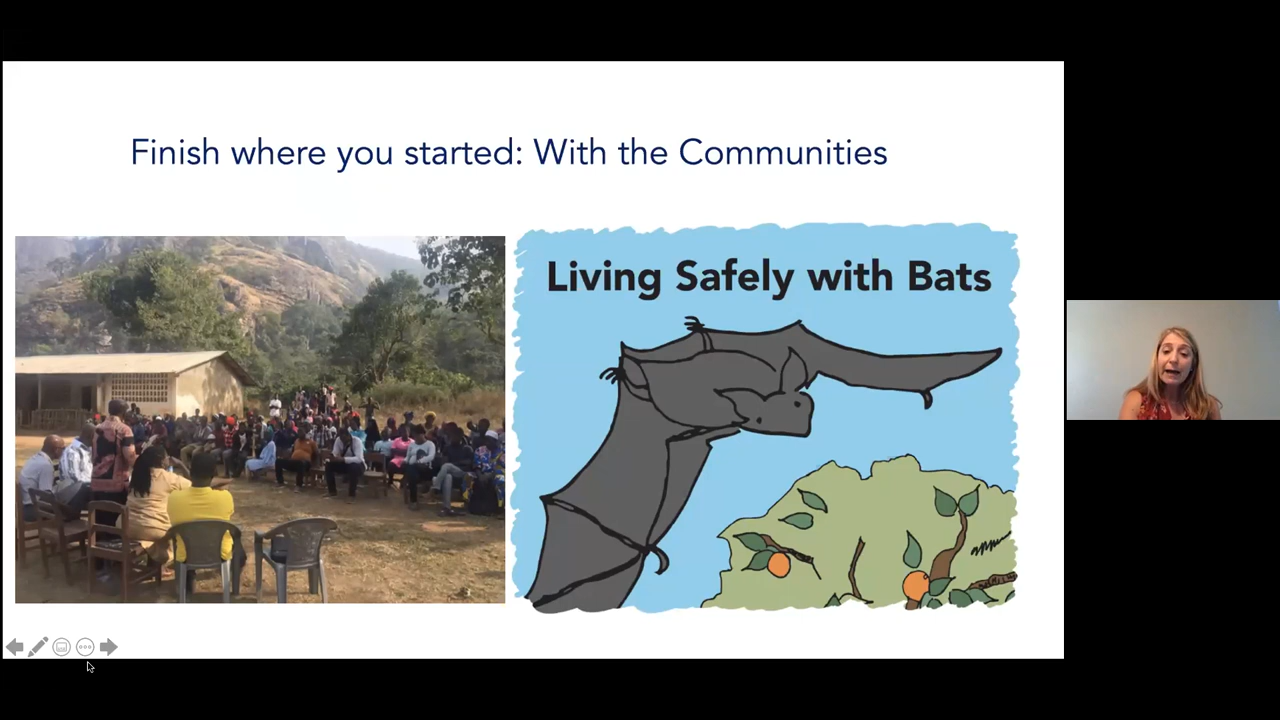 Finish where you started: With the Communities
Living Safely with Bats